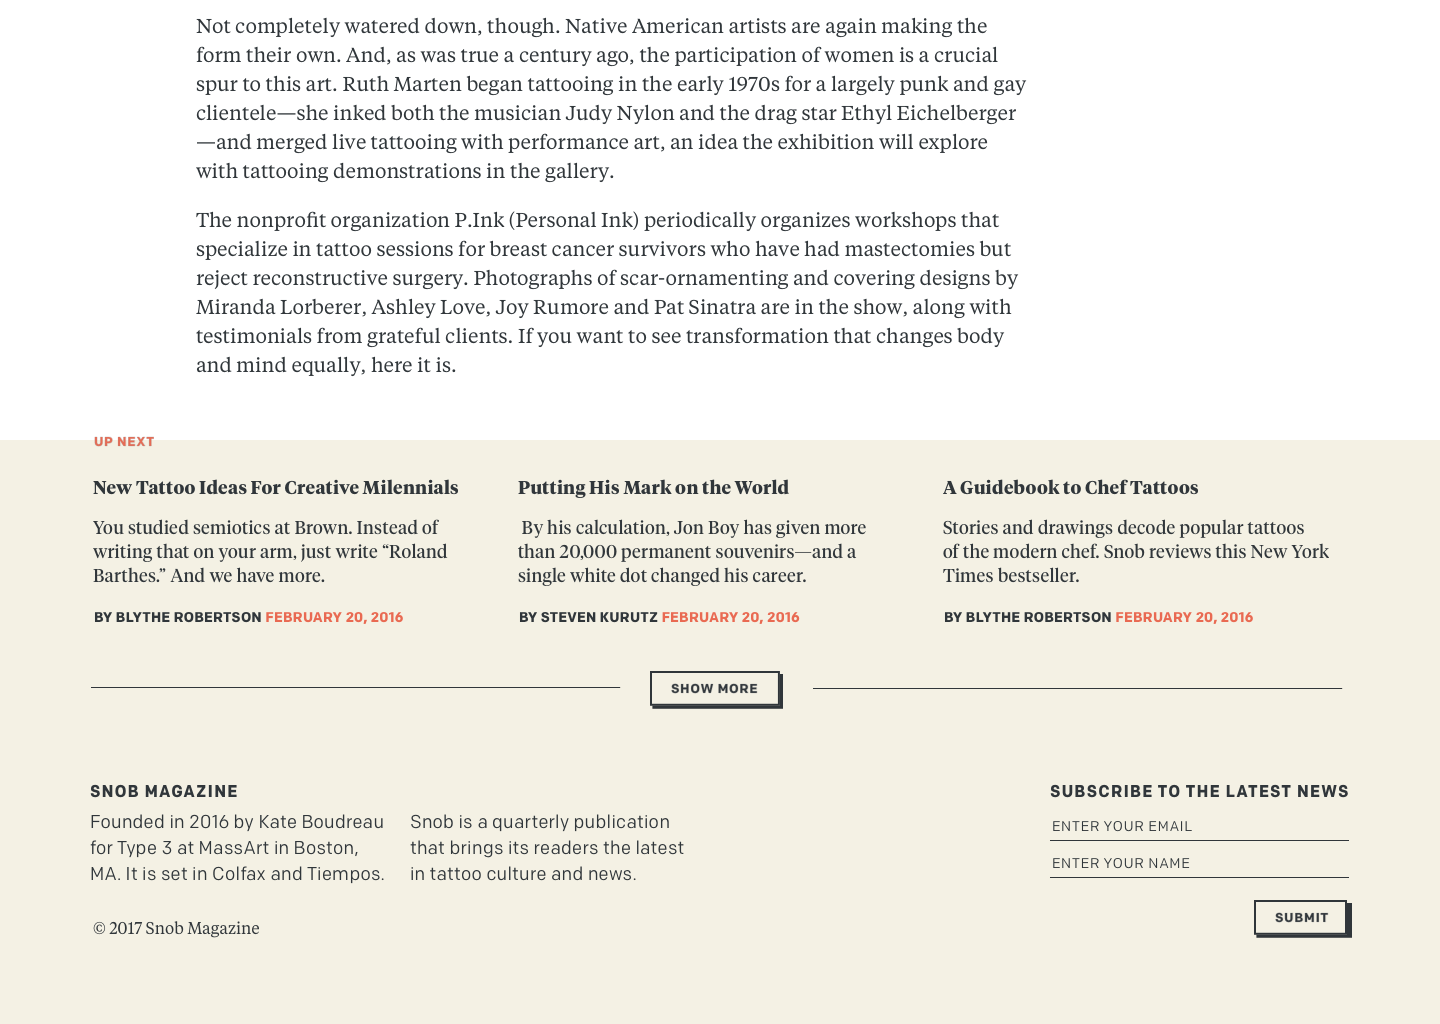 Not completely watered down, though. Native American artists are again making the
form their own. And, as was true a century ago, the participation of women is a crucial
spur to this art. Ruth Marten began tattooing in the early 1970s for a largely punk and gay
clientele—she inked both the musician Judy Nylon and the drag star Ethyl Eichelberger
—and merged live tattooing with performance art, an idea the exhibition will explore
with tattooing demonstrations in the gallery.
The nonprofit organization P.Ink (Personal Ink) periodically organizes workshops that
specialize in tattoo sessions for breast cancer survivors who have had mastectomies but
reject reconstructive surgery. Photographs of scar-ornamenting and covering designs by
Miranda Lorberer, Ashley Love, Joy Rumore and Pat Sinatra are in the show, along with
testimonials from grateful clients. If you want to see transformation that changes body
and mind equally, here it is.
UP NEXT
New Tattoo Ideas For Creative Milennials
You studied semiotics at Brown. Instead of
writing that on your arm, just write “Roland
Barthes.” And we have more.
BY BLYTHE ROBERTSON FEBRUARY 20, 2016
Putting His Mark on the World
By his calculation, Jon Boy has given more
than 20,000 permanent souvenirs—and a
single white dot changed his career.
BY STEVEN KURUTZ FEBRUARY 20, 2016
A Guidebook to Chef Tattoos
Stories and drawings decode popular tattoos
of the modern chef. Snob reviews this New York
Times bestseller.
BY BLYTHE ROBERTSON FEBRUARY 20, 2016
SHOW MORE
SNOB MAGAZINE
Founded in 2016 by Kate Boudreau
for Type 3 at MassArt in Boston,
MA. It is set in Colfax and Tiempos.
Snob is a quarterly publication
that brings its readers the latest
in tattoo culture and news.
© 2017 Snob Magazine
SUBSCRIBE TO THE LATEST NEWS
ENTER YOUR EMAIL
ENTER YOUR NAME
SUBMIT